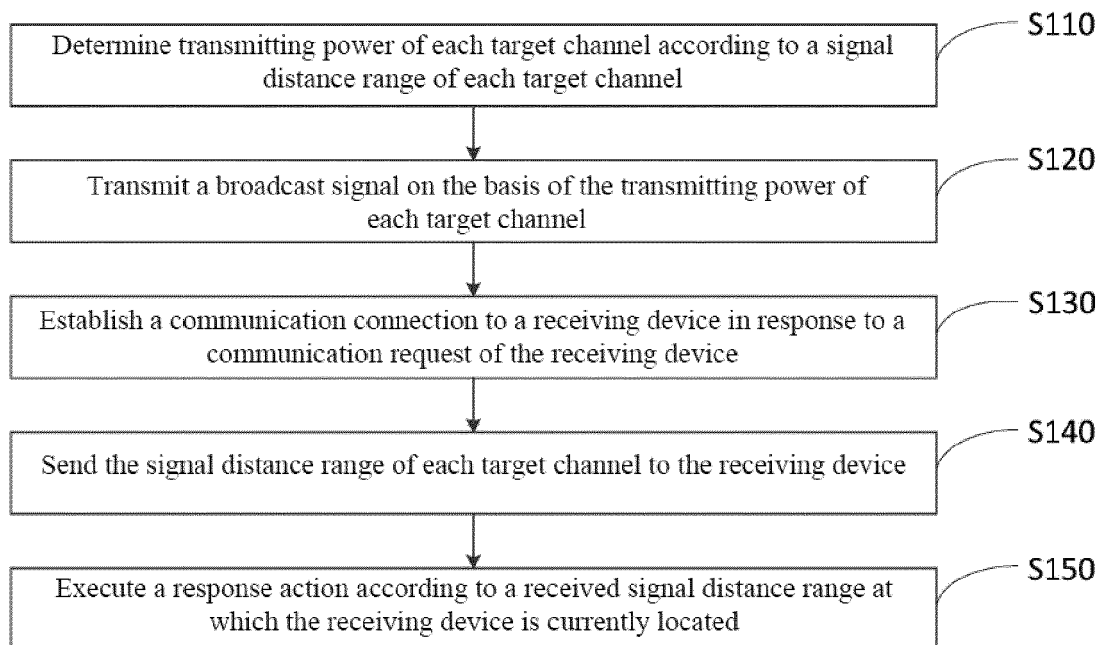 S110
Determine transmitting power of each target channel according to a signal
distance range of each target channel
S120
Transmit a broadcast signal on the basis of the transmitting power of
each target channel
S130
Establish a communication connection to a receiving device in response to a
communication request of the receiving device
S140
Send the signal distance range of each target channel to the receiving device
S150
Execute a response action according to a received signal distance range at
which the receiving device is currently located